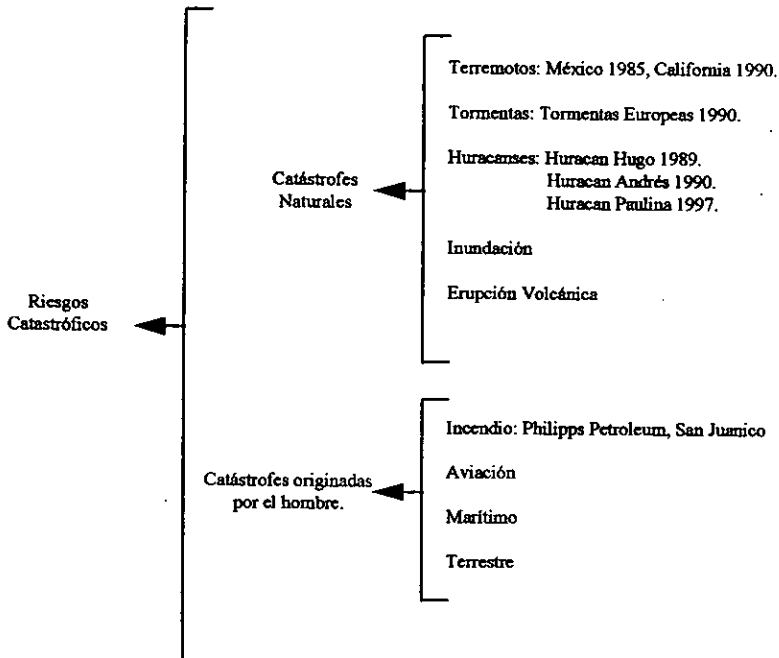 Riesgos
Catastróficos
Catástrofes
Naturales
Terremotos: México 1985, California 1990.
Tormentas: Tormentas Europeas 1990.
Huracanses: Huracan Hugo 1989.
Huracan Andrés 1990.
Huracan Paulina 1997.
Inundación
Erupción Volcánica
Catástrofes originadas
por el hombre.
Incendio: Philipps Petroleum, San Juanico
Aviación
Marítimo
Terrestre